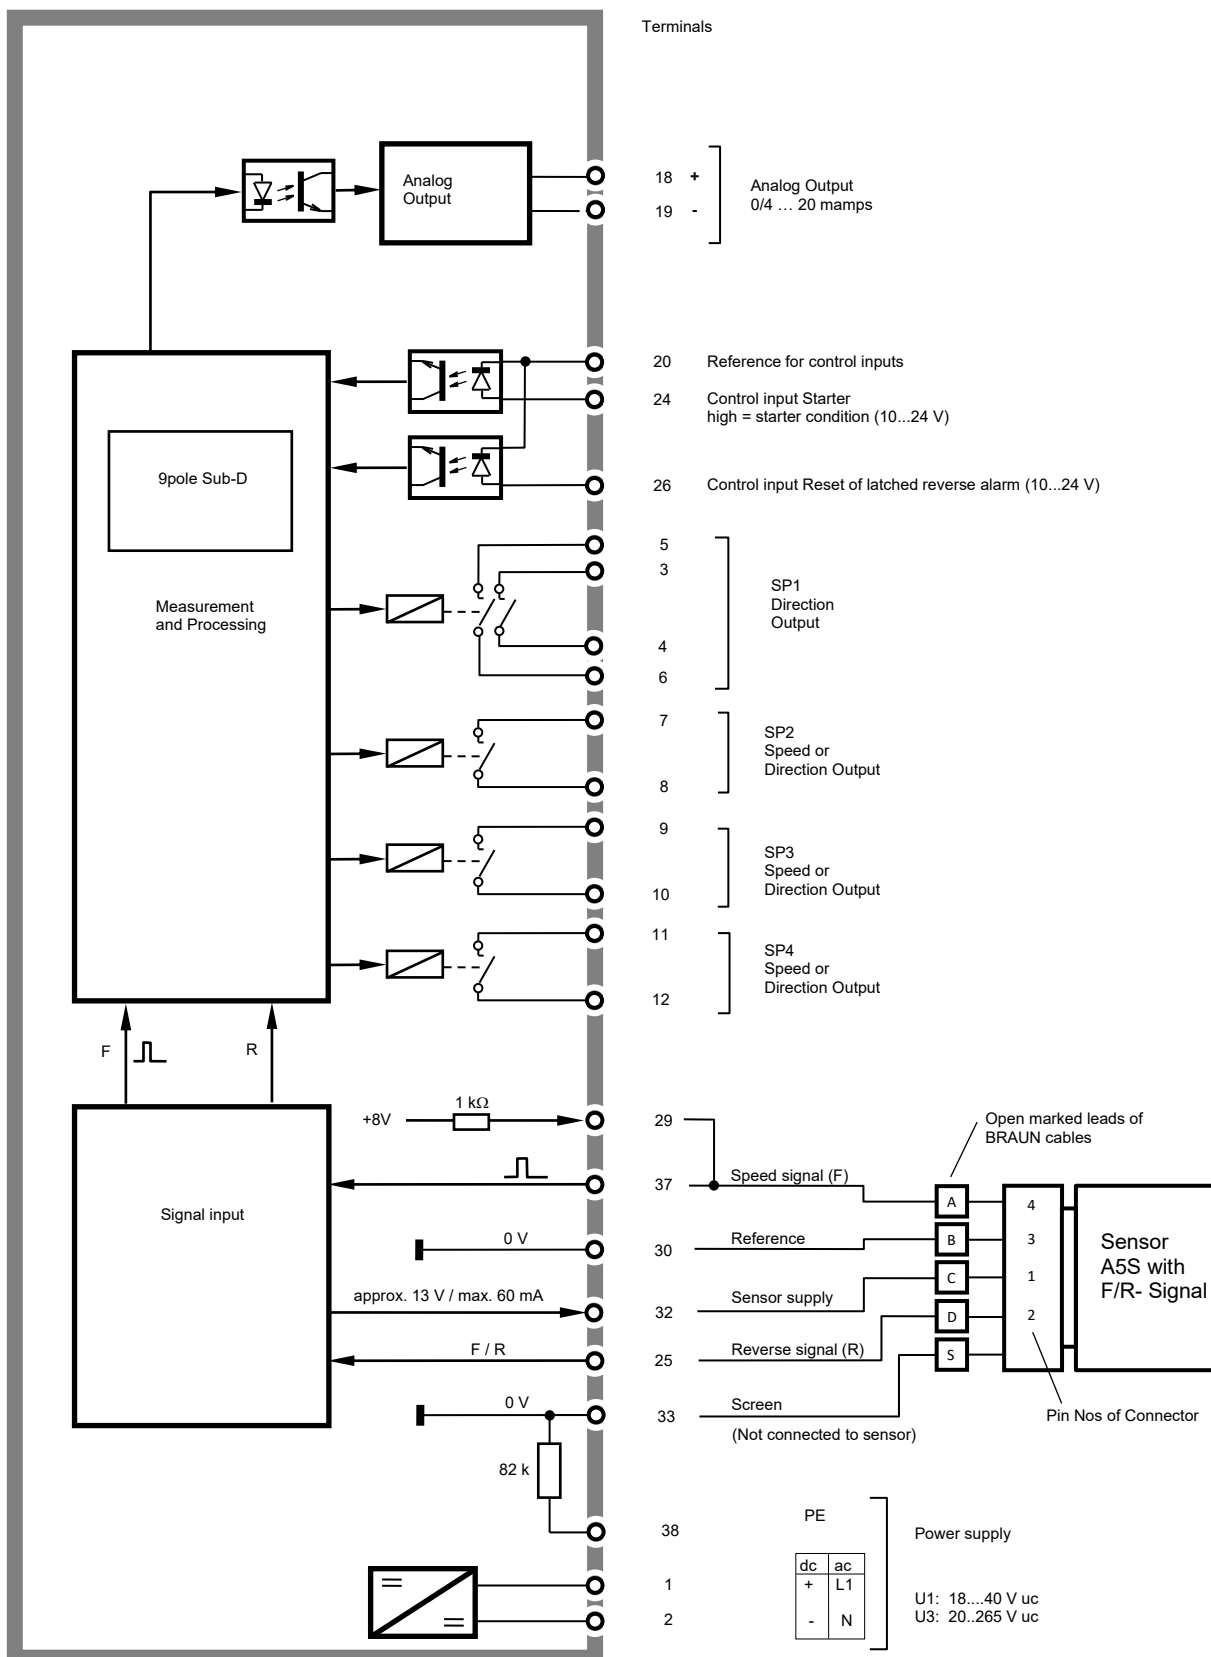 Terminals
Analog
Output
18 +
19 -
Analog Output
0/4 … 20 mamps
20 Reference for control inputs
24 Control input Starter
high = starter condition (10...24 V)
9pole Sub-D
26 Control input Reset of latched reverse alarm (10...24 V)
Measurement
and Processing
5
3
4
6
SP1
Direction
Output
7
8
SP2
Speed or
Direction Output
9
10
SP3
Speed or
Direction Output
11
12
SP4
Speed or
Direction Output
F
R
+8V
1 kΩ
29
Open marked leads of
BRAUN cables
Signal input
37 Speed signal (F)
A
4
0 V
30 Reference
B
3
approx. 13 V / max. 60 mA
32 Sensor supply
C
1
F / R
25 Reverse signal (R)
D
2
S
Sensor
A5S with
F/R- Signal
0 V
33 Screen
(Not connected to sensor)
Pin Nos of Connector
82 k
38
PE
Power supply
dc ac
1
+ L1
2
- N
U1: 18....40 V uc
U3: 20..265 V uc